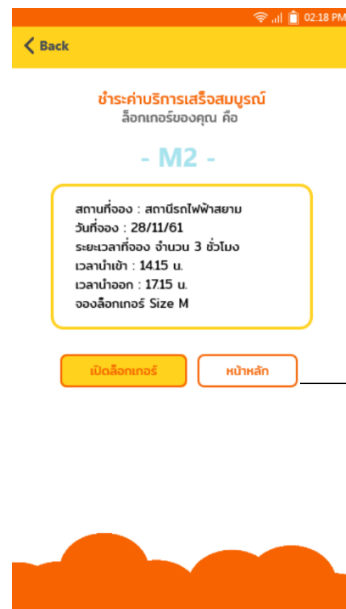 02:18 PM
Back
ชำระค่าบริการเสร็จสมบูรณ์
ล็อกเกอร์ของคุณ คือ
- M2 -
สถานที่จอง : สถานีรถไฟฟ้าสยาม
วันที่จอง : 28/11/61
ระยะเวลาที่จอง จำนวน 3 ชั่วโมง
เวลานำเข้า : 14.15 น.
เวลานำออก : 17.15 น.
จองล็อกเกอร์ Size M
เปิดล็อกเกอร์
หน้าหลัก